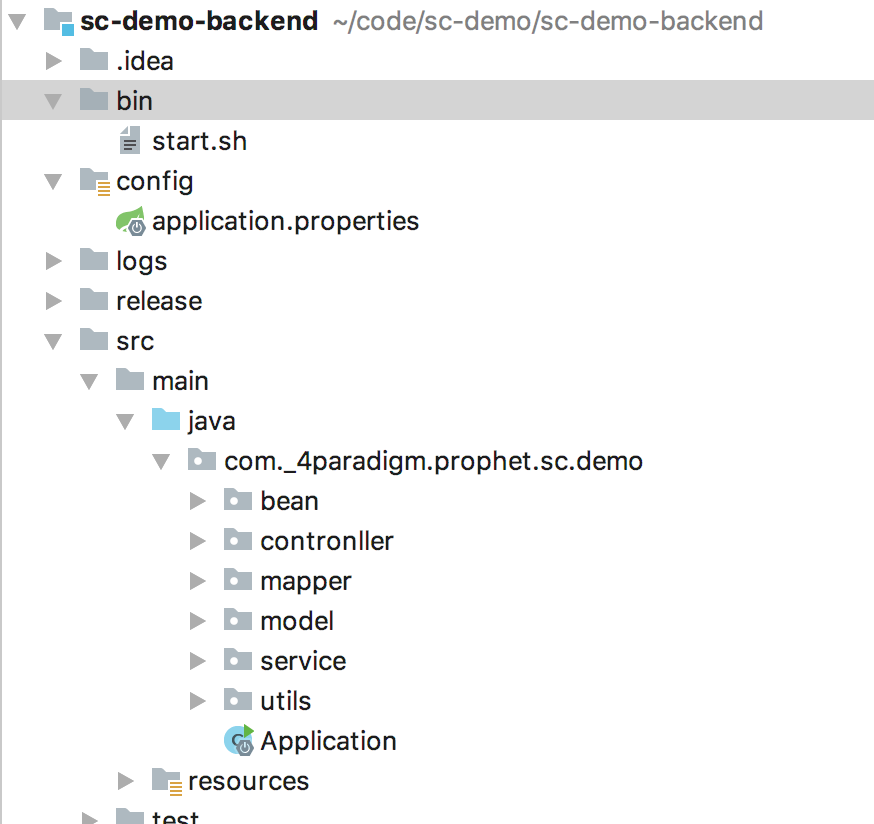 sc-demo-backend ~/code/sc-demo/sc-demo-backend
.idea
bin
start.sh
config
application.properties
logs
release
src
main
java
com._4paradigm.prophet.sc.demo
bean
contronller
mapper
model
service
utils
Application
resources
test